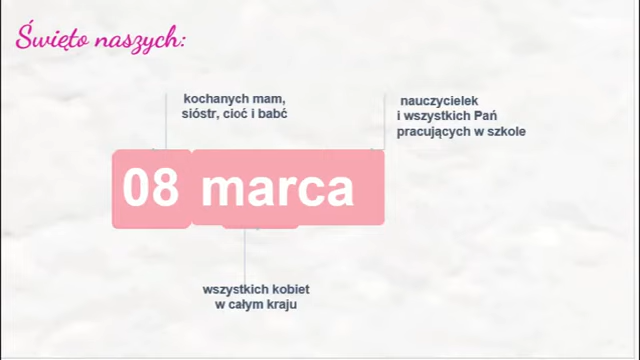 Święto naszych:
kochanych mam,
sióstr, cioć i babć
nauczycielek
i wszystkich Pań
pracujących w szkole
08 marca
wszystkich kobiet
w całym kraju